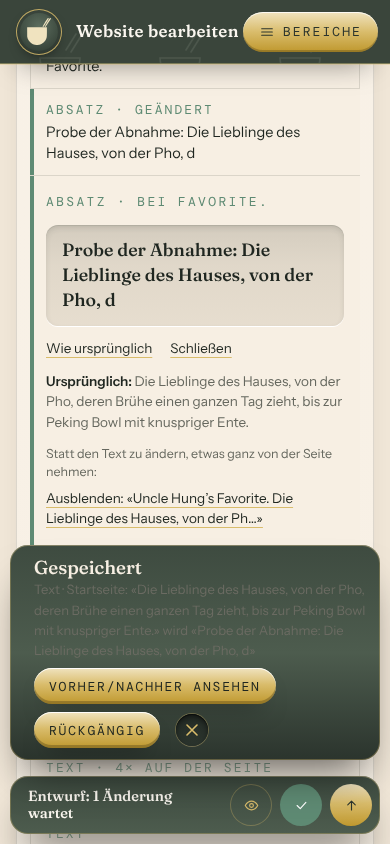 Website bearbeiten
BEREICHE
Favorite.
ABSATZ · GEÄNDERT
Probe der Abnahme: Die Lieblinge des
Hauses, von der Pho, d
ABSATZ · BEI FAVORITE.
Probe der Abnahme: Die
Lieblinge des Hauses, von der
Pho, d
Wie ursprünglich Schließen
Ursprünglich: Die Lieblinge des Hauses, von der
Pho, deren Brühe einen ganzen Tag zieht, bis zur
Peking Bowl mit knuspriger Ente.
Statt den Text zu ändern, etwas ganz von der Seite
nehmen:
Ausblenden: «Uncle Hung’s Favorite. Die
Lieblinge des Hauses, von der Ph…»
Gespeichert
Text · Startseite: «Die Lieblinge des Hauses, von der Pho,
deren Brühe einen ganzen Tag zieht, bis zur Peking Bowl
mit knuspriger Ente.» wird «Probe der Abnahme: Die
Lieblinge des Hauses, von der Pho, d»
VORHER/NACHHER ANSEHEN
RÜCKGÄNGIG
TEXT · 4× AUF DER SEITE
Entwurf: 1 Änderung
wartet
TEXT